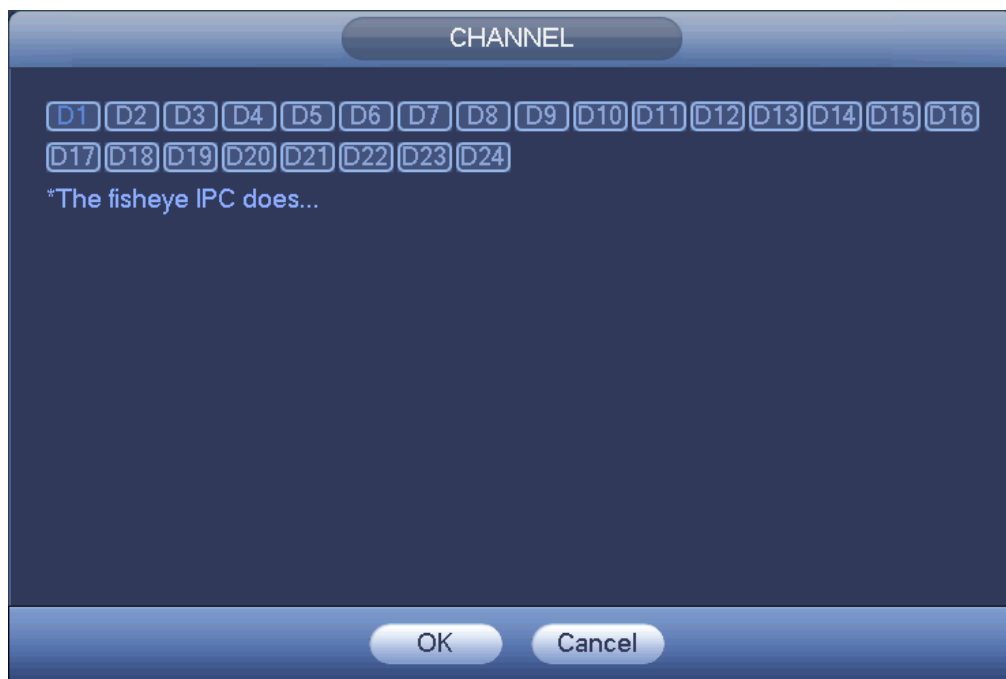 CHANNEL
D1 D2 D3 D4 D5 D6 D7 D8 D9 D10 D11 D12 D13 D14 D15 D16
D17 D18 D19 D20 D21 D22 D23 D24
*The fisheye IPC does...
OK Cancel